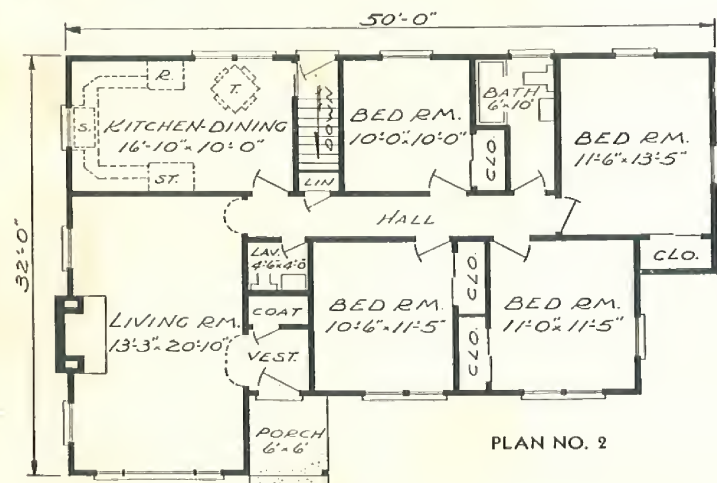 50'-0"
32'-0"
R.
T.
S.
KITCHEN-DINING
16'-10" x 10'-0"
ST.
DOWN
LIN
BED RM.
10'-0" x 10'-0"
CLO
BATH
6' x 10'
BED RM.
11'-6" x 13'-5"
CLO.
HALL
LAV.
4'-6" x 4'-0"
COAT
VEST.
LIVING RM.
13'-3" x 20'-10"
BED RM.
10'-6" x 11'-5"
CLO.
CLO.
BED RM.
11'-0" x 11'-5"
PORCH
6' x 6'
PLAN NO. 2